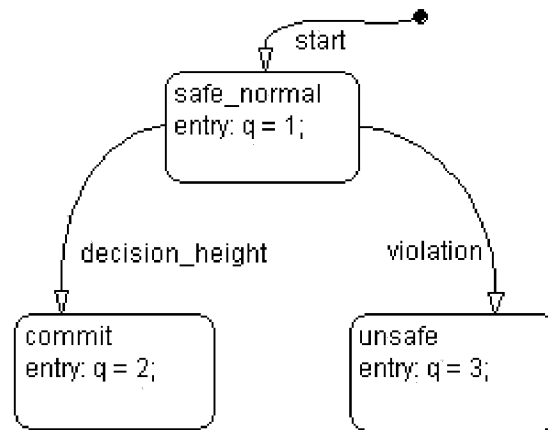 start
safe_normal
entry: q = 1;
decision_height
violation
commit
entry: q = 2;
unsafe
entry: q = 3;